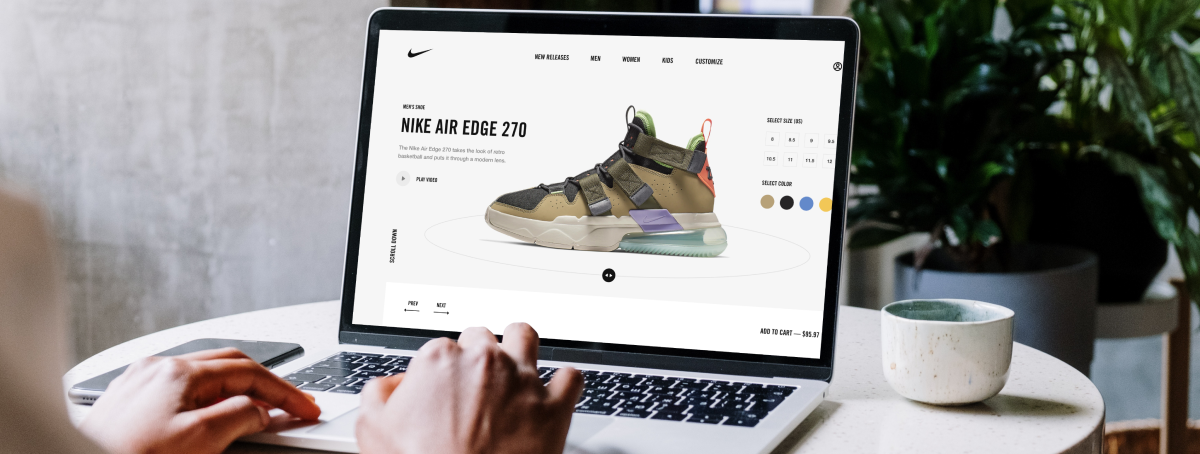 NEW RELEASES
MEN
WOMEN
KIDS
CUSTOMIZE
MEN'S SHOE
NIKE AIR EDGE 270
The Nike Air Edge 270 takes the look of retro
basketball and puts it through a modern lens.
PLAY VIDEO
SCROLL DOWN
SELECT SIZE (US)
8 8.5 9 9.5
10.5 11 11.5 12
SELECT COLOR
PREV
NEXT
ADD TO CART — $95.97